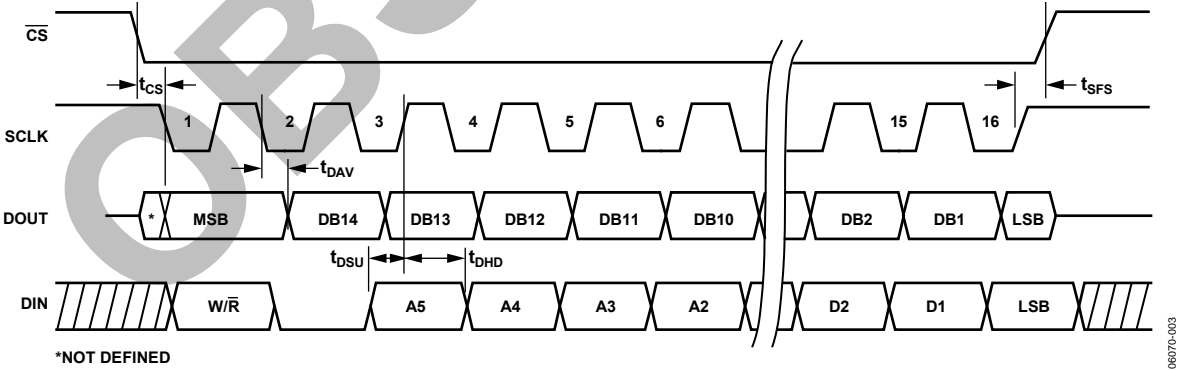 OBS
CS
tCS
tSFS
SCLK
1 2 3 4 5 6 15 16
tDAV
DOUT
* MSB DB14 DB13 DB12 DB11 DB10 DB2 DB1 LSB
tDSU tDHD
DIN
W/R̅ A5 A4 A3 A2 D2 D1 LSB
*NOT DEFINED
06070-003